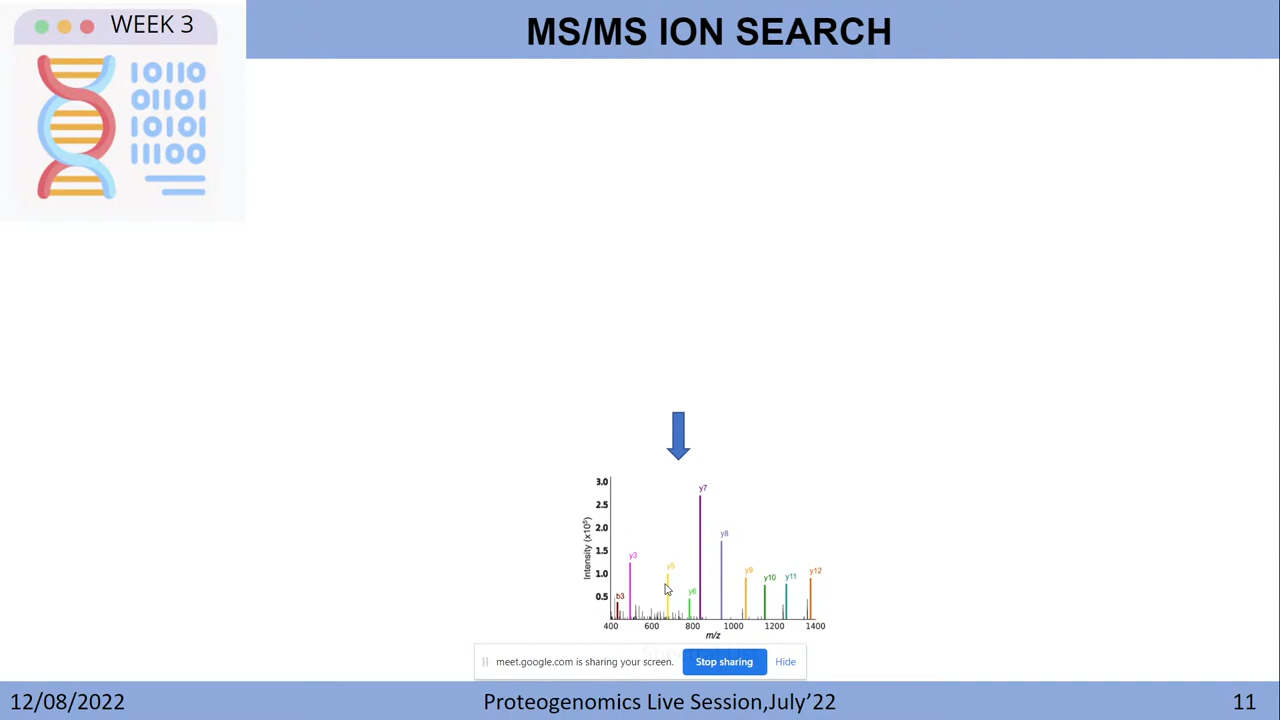 WEEK 3
MS/MS ION SEARCH
10110
01101
10101
11100
Intensity (x10⁵)
3.0
2.5
2.0
1.5
1.0
0.5
b3
y3
y5
y6
y7
y8
y9
y10
y11
y12
400 600 800 1000 1200 1400
m/z
meet.google.com is sharing your screen. Stop sharing Hide
12/08/2022 Proteogenomics Live Session,July’22 11